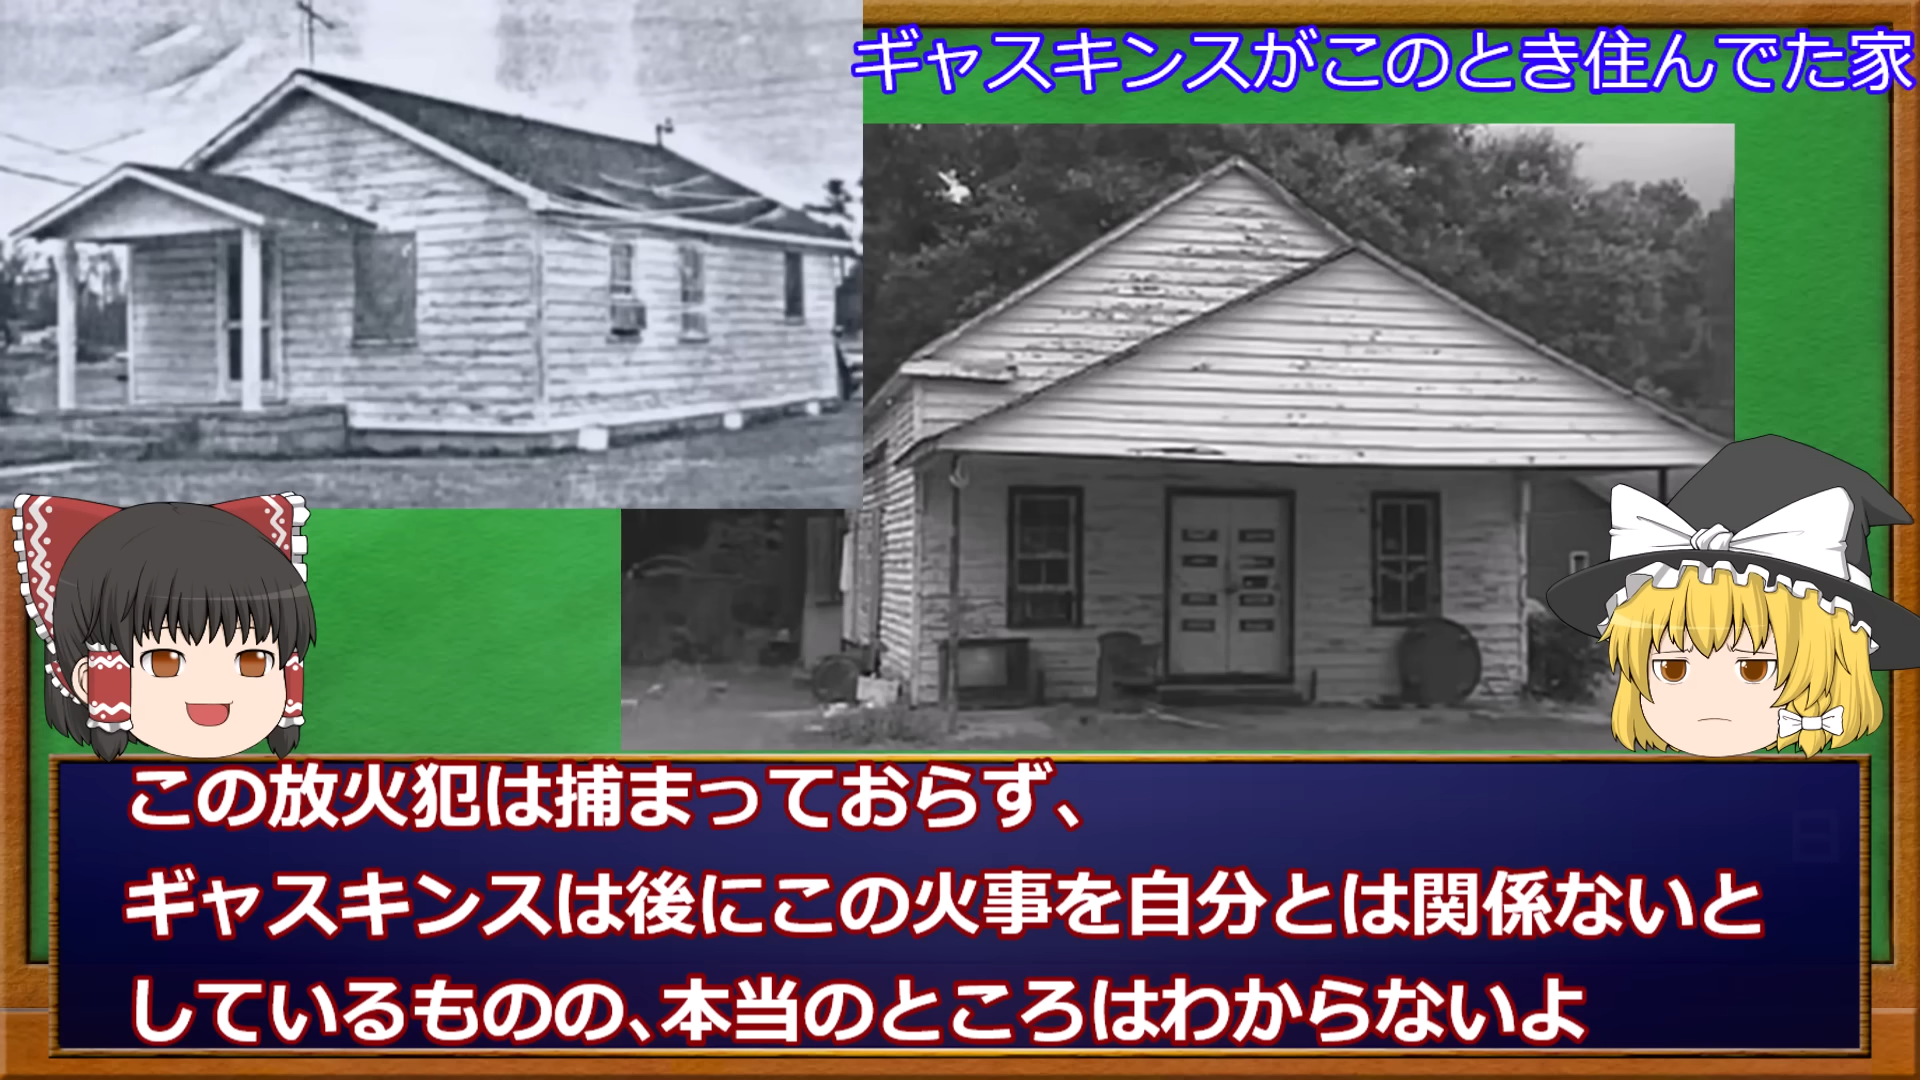 ギャスキンスがこのとき住んでた家
この放火犯は捕まっておらず、
ギャスキンスは後にこの火事を自分とは関係ないと
しているものの、本当のところはわからないよ